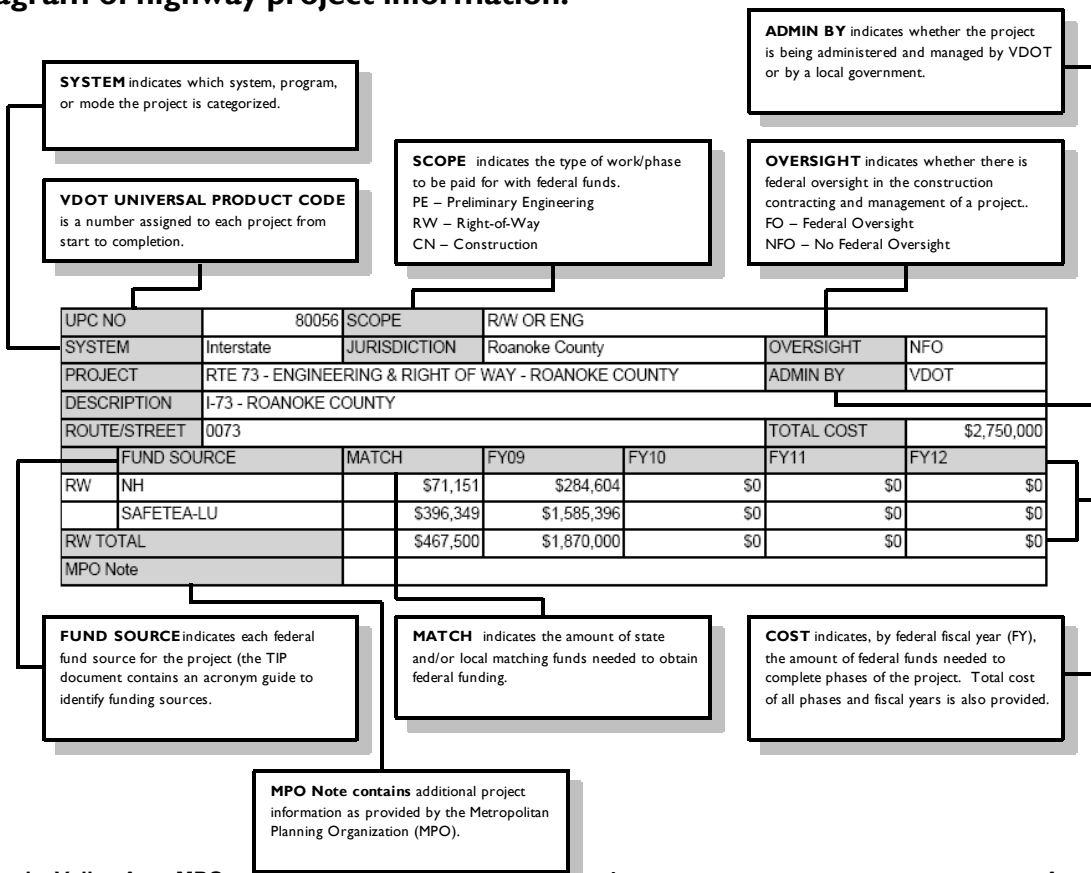 agram of highway project information.
ADMIN BY indicates whether the project
is being administered and managed by VDOT
or by a local government.
SYSTEM indicates which system, program,
or mode the project is categorized.
SCOPE indicates the type of work/phase
to be paid for with federal funds.
PE – Preliminary Engineering
RW – Right-of-Way
CN – Construction
OVERSIGHT indicates whether there is
federal oversight in the construction
contracting and management of a project..
FO – Federal Oversight
NFO – No Federal Oversight
VDOT UNIVERSAL PRODUCT CODE
is a number assigned to each project from
start to completion.
UPC NO 80056 SCOPE R/W OR ENG
SYSTEM Interstate JURISDICTION Roanoke County OVERSIGHT NFO
PROJECT RTE 73 - ENGINEERING & RIGHT OF WAY - ROANOKE COUNTY ADMIN BY VDOT
DESCRIPTION I-73 - ROANOKE COUNTY
ROUTE/STREET 0073 TOTAL COST $2,750,000
FUND SOURCE MATCH FY09 FY10 FY11 FY12
RW NH $71,151 $284,604 $0 $0 $0
SAFETEA-LU $396,349 $1,585,396 $0 $0 $0
RW TOTAL $467,500 $1,870,000 $0 $0 $0
MPO Note
FUND SOURCE indicates each federal
fund source for the project (the TIP
document contains an acronym guide to
identify funding sources.
MATCH indicates the amount of state
and/or local matching funds needed to obtain
federal funding.
COST indicates, by federal fiscal year (FY),
the amount of federal funds needed to
complete phases of the project. Total cost
of all phases and fiscal years is also provided.
MPO Note contains additional project
information as provided by the Metropolitan
Planning Organization (MPO).